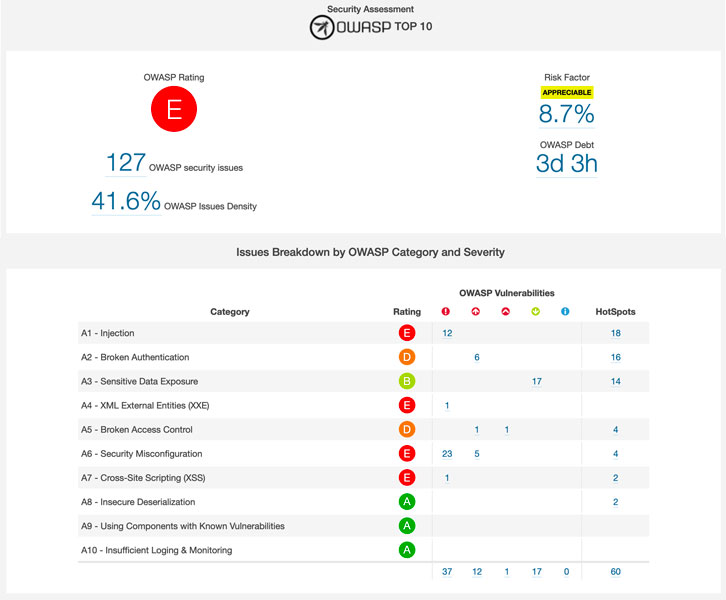 Security Assessment
OWASP TOP 10
OWASP Rating
E
127 OWASP security issues
41.6% OWASP Issues Density
Risk Factor
APPRECIABLE
8.7%
OWASP Debt
3d 3h
Issues Breakdown by OWASP Category and Severity
OWASP Vulnerabilities
Category Rating HotSpots
A1 - Injection E 12 18
A2 - Broken Authentication D 6 16
A3 - Sensitive Data Exposure B 17 14
A4 - XML External Entities (XXE) E 1
A5 - Broken Access Control D 1 1 4
A6 - Security Misconfiguration E 23 5 4
A7 - Cross-Site Scripting (XSS) E 1 2
A8 - Insecure Deserialization A 2
A9 - Using Components with Known Vulnerabilities A
A10 - Insufficient Loging & Monitoring A
37 12 1 17 0 60